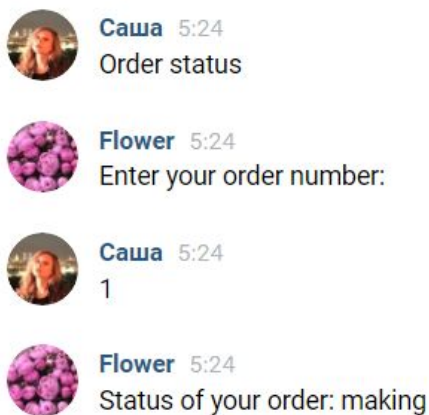 Саша 5:24
Order status
Flower 5:24
Enter your order number:
Саша 5:24
1
Flower 5:24
Status of your order: making